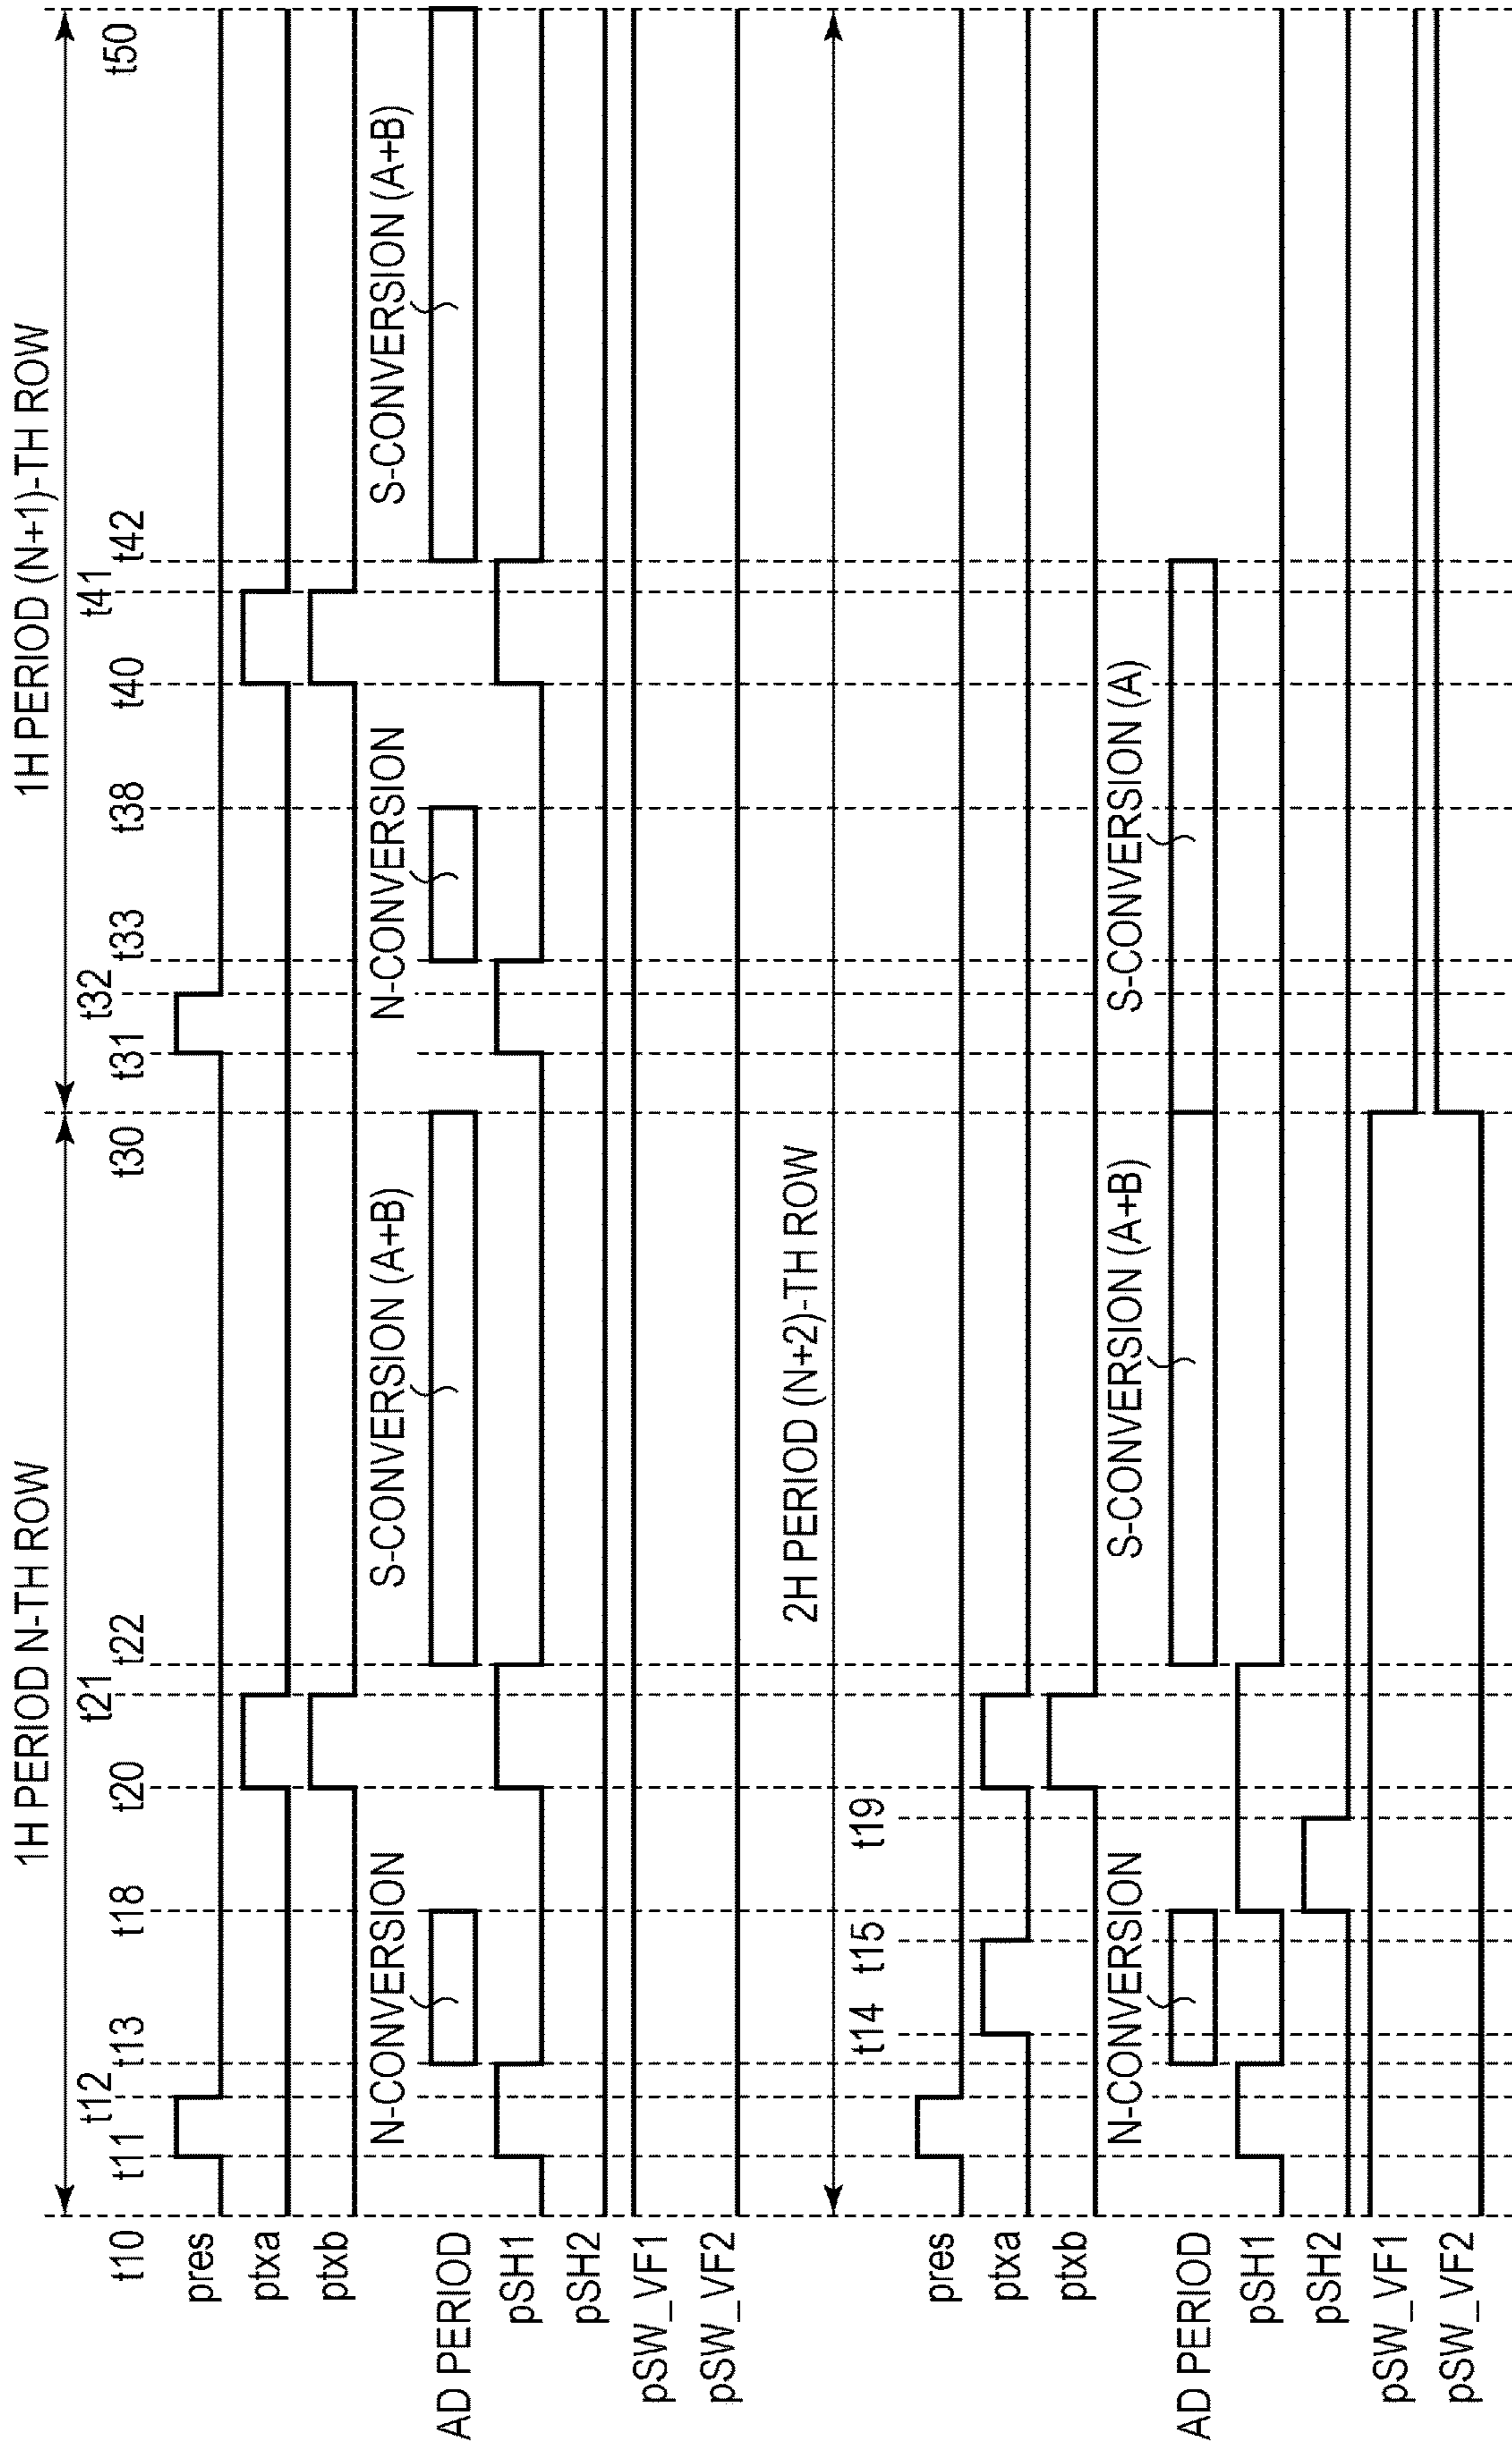 1H PERIOD N-TH ROW
1H PERIOD (N+1)-TH ROW
t10 t11 t12 t13 t18 t20 t21 t22 t30 t31 t32 t33 t38 t40 t41 t42 t50
pres
ptxa
ptxb
N-CONVERSION S-CONVERSION (A+B) N-CONVERSION S-CONVERSION (A+B)
AD PERIOD
pSH1
pSH2
pSW_VF1
pSW_VF2
2H PERIOD (N+2)-TH ROW
t14 t15 t19
pres
ptxa
ptxb
N-CONVERSION S-CONVERSION (A+B) S-CONVERSION (A)
AD PERIOD
pSH1
pSH2
pSW_VF1
pSW_VF2